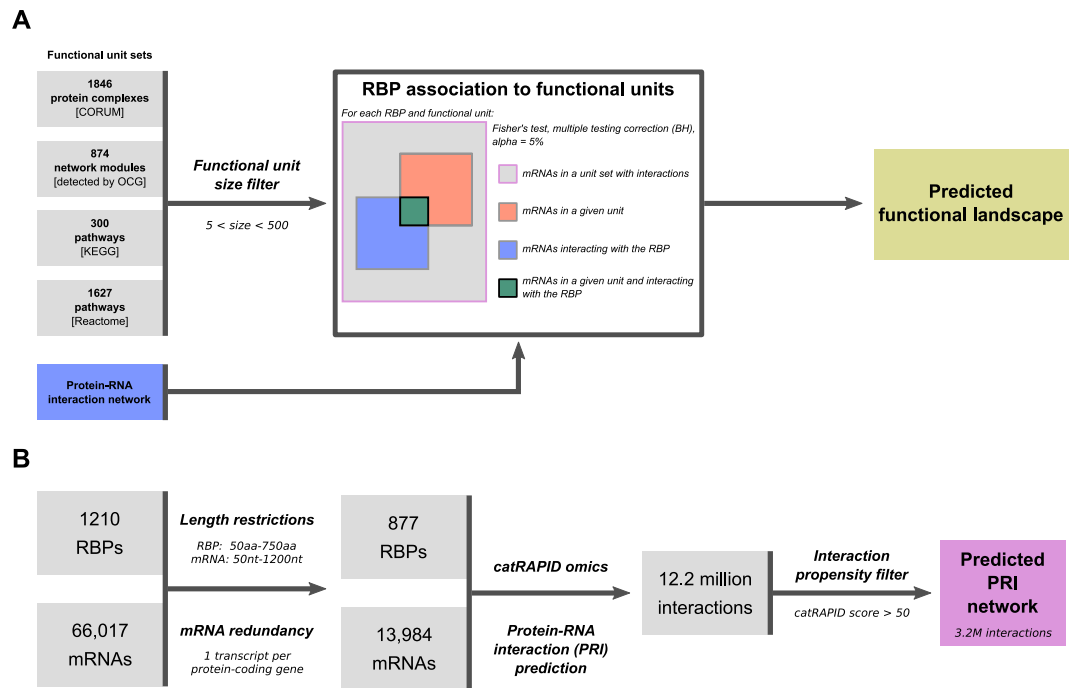 A
Functional unit sets
1846
protein complexes
[CORUM]
874
network modules
[detected by OCG]
300
pathways
[KEGG]
1627
pathways
[Reactome]
Protein-RNA
interaction network
Functional unit
size filter
5 < size < 500
RBP association to functional units
For each RBP and functional unit:
Fisher's test, multiple testing correction (BH),
alpha = 5%
mRNAs in a unit set with interactions
mRNAs in a given unit
mRNAs interacting with the RBP
mRNAs in a given unit and interacting
with the RBP
Predicted
functional landscape
B
1210
RBPs
66,017
mRNAs
Length restrictions
RBP: 50aa-750aa
mRNA: 50nt-1200nt
mRNA redundancy
1 transcript per
protein-coding gene
877
RBPs
13,984
mRNAs
catRAPID omics
Protein-RNA
interaction (PRI)
prediction
12.2 million
interactions
Interaction
propensity filter
catRAPID score > 50
Predicted
PRI
network
3.2M interactions